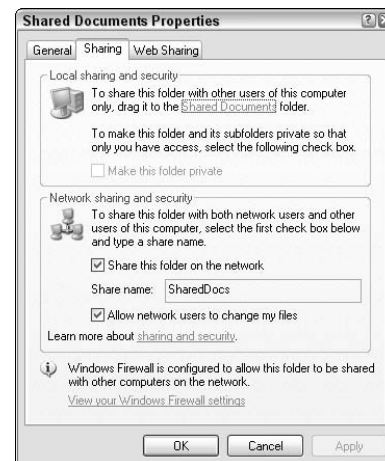 Shared Documents Properties
General Sharing Web Sharing
Local sharing and security
To share this folder with other users of this computer
only, drag it to the Shared Documents folder.
To make this folder and its subfolders private so that
only you have access, select the following check box.
Make this folder private
Network sharing and security
To share this folder with both network users and other
users of this computer, select the first check box below
and type a share name.
Share this folder on the network
Share name: SharedDocs
Allow network users to change my files
Learn more about sharing and security.
Windows Firewall is configured to allow this folder to be shared
with other computers on the network.
View your Windows Firewall settings
OK Cancel Apply